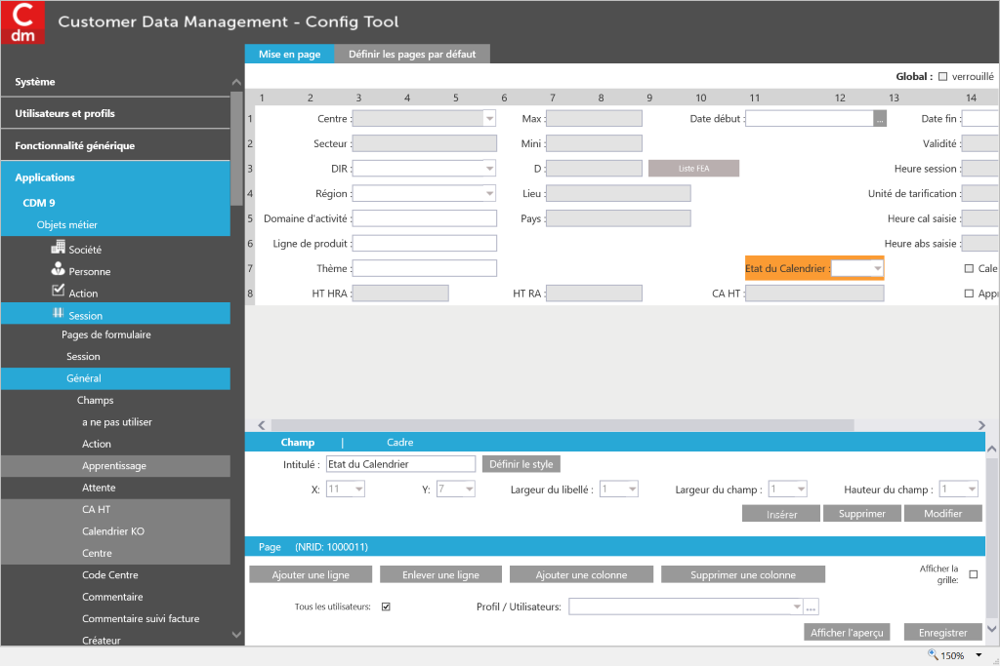 C
dm
Customer Data Management - Config Tool
Mise en page
Définir les pages par défaut
Global : verrouillé
Système
Utilisateurs et profils
Fonctionnalité générique
Applications
CDM 9
Objets métier
Société
Personne
Action
Session
Pages de formulaire
Session
Général
Champs
a ne pas utiliser
Action
Apprentissage
Attente
CA HT
Calendrier KO
Centre
Code Centre
Commentaire
Commentaire suivi facture
Créateur
1 2 3 4 5 6 7 8 9 10 11 12 13 14
1 Centre : Max : Date début : ... Date fin :
2 Secteur : Mini : Validité :
3 DIR : D : Liste FEA Heure session :
4 Région : Lieu : Unité de tarification :
5 Domaine d'activité : Pays : Heure cal saisie :
6 Ligne de produit : Heure abs saisie :
7 Thème : Etat du Calendrier : Cale
8 HT HRA : HT RA : CA HT : Appr
Champ | Cadre
Intitulé : Etat du Calendrier Définir le style
X: 11 Y: 7 Largeur du libellé : 1 Largeur du champ : 1 Hauteur du champ : 1
Insérer Supprimer Modifier
Page (NRID: 1000011)
Ajouter une ligne Enlever une ligne Ajouter une colonne Supprimer une colonne Afficher la
grille:
Tous les utilisateurs: Profil / Utilisateurs: ...
Afficher l'aperçu Enregistrer
150%